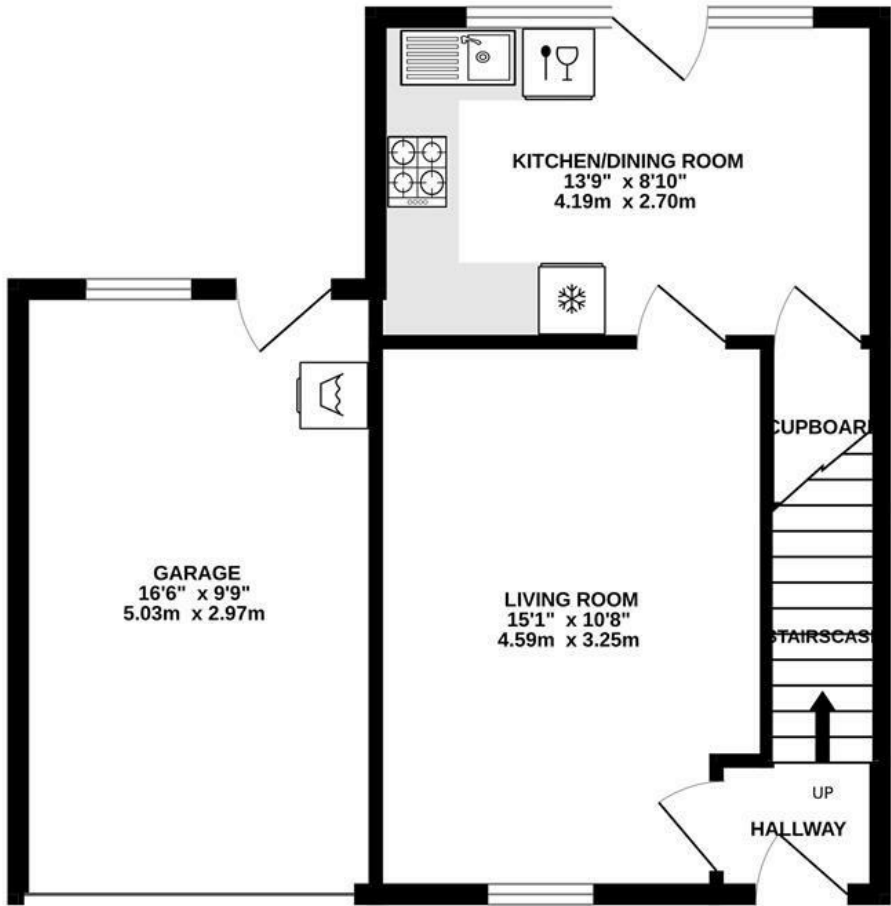 KITCHEN/DINING ROOM
13'9" x 8'10"
4.19m x 2.70m
CUPBOAR
GARAGE
16'6" x 9'9"
5.03m x 2.97m
LIVING ROOM
15'1" x 10'8"
4.59m x 3.25m
STAIRSCAS
UP
HALLWAY